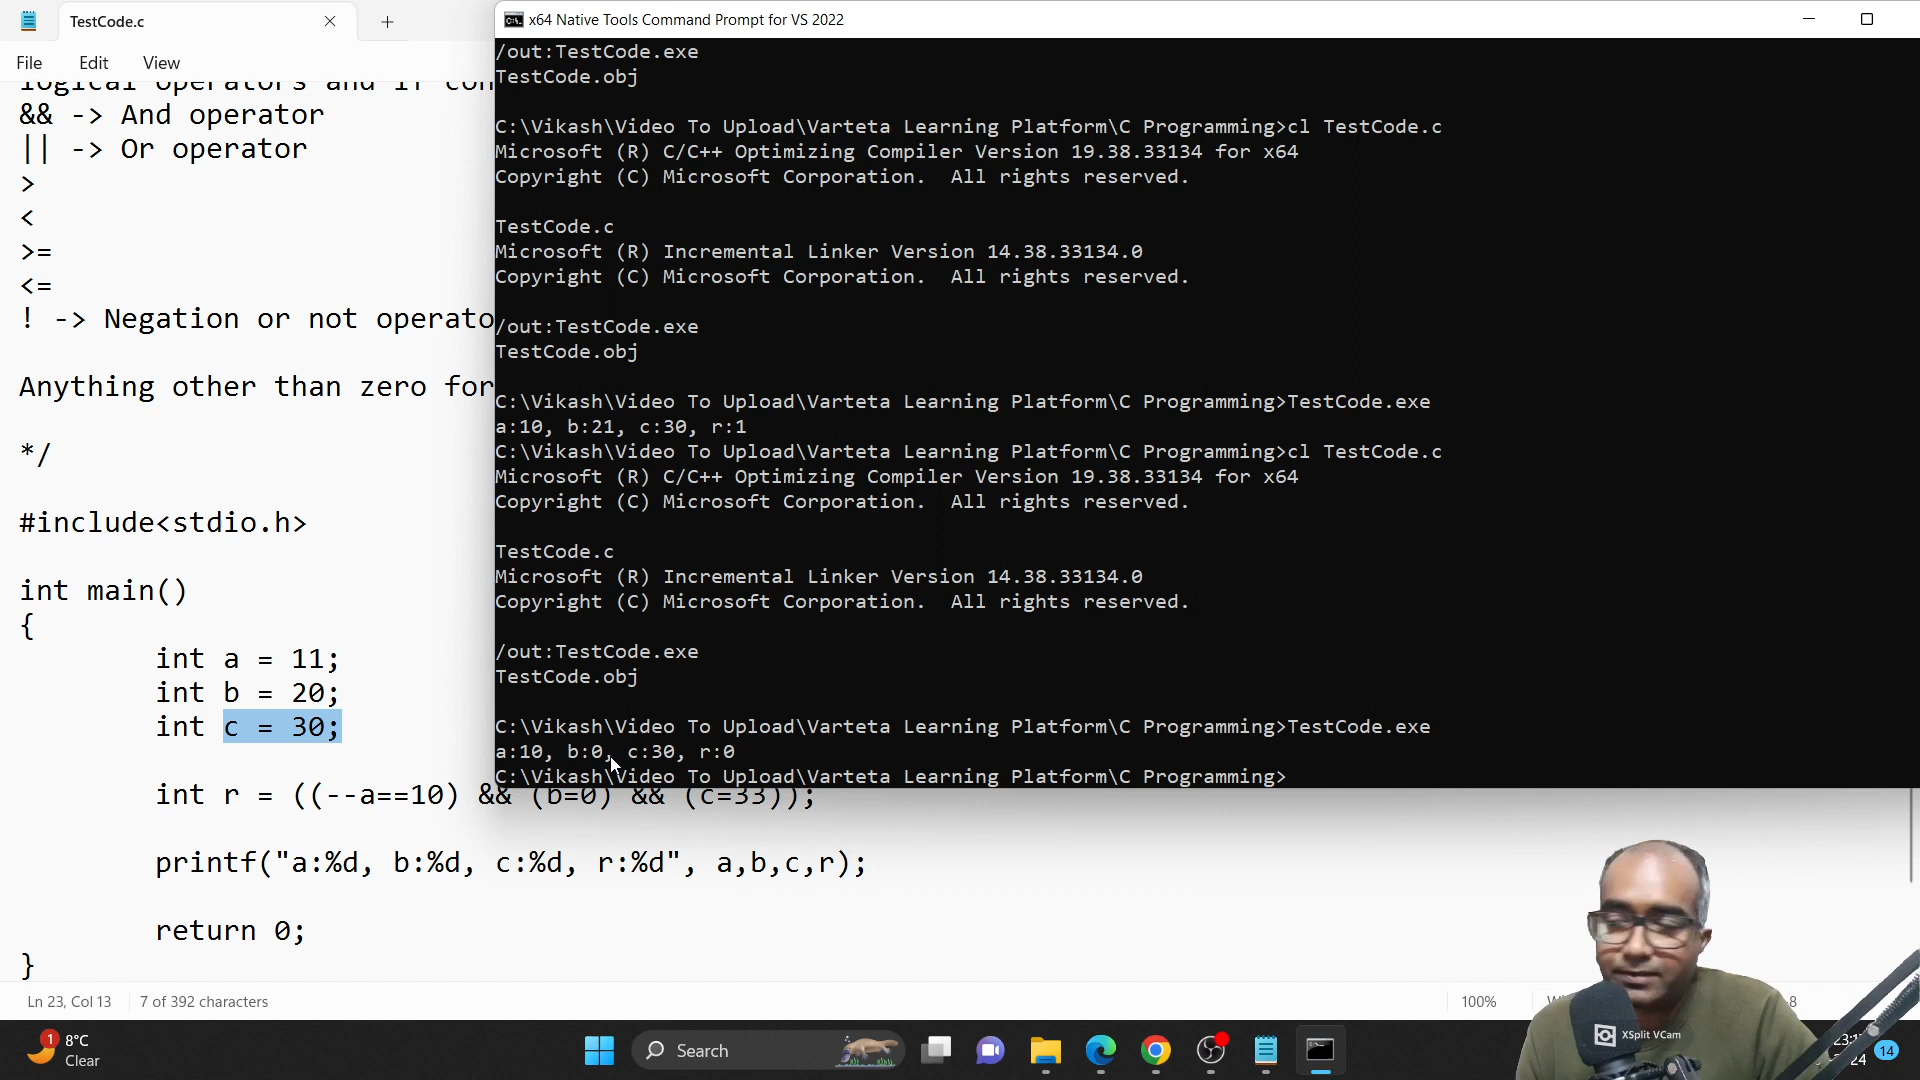 TestCode.c
File Edit View
logical operators and if con
&& -> And operator
|| -> Or operator
>
<
>=
<=
! -> Negation or not operato
Anything other than zero for
*/
#include<stdio.h>
int main()
{
int a = 11;
int b = 20;
int c = 30;
int r = ((--a==10) && (b=0) && (c=33));
printf("a:%d, b:%d, c:%d, r:%d", a,b,c,r);
return 0;
}
Ln 23, Col 13 7 of 392 characters
100%
x64 Native Tools Command Prompt for VS 2022
/out:TestCode.exe
TestCode.obj
C:\Vikash\Video To Upload\Varteta Learning Platform\C Programming>cl TestCode.c
Microsoft (R) C/C++ Optimizing Compiler Version 19.38.33134 for x64
Copyright (C) Microsoft Corporation.  All rights reserved.
TestCode.c
Microsoft (R) Incremental Linker Version 14.38.33134.0
Copyright (C) Microsoft Corporation.  All rights reserved.
/out:TestCode.exe
TestCode.obj
C:\Vikash\Video To Upload\Varteta Learning Platform\C Programming>TestCode.exe
a:10, b:21, c:30, r:1
C:\Vikash\Video To Upload\Varteta Learning Platform\C Programming>cl TestCode.c
Microsoft (R) C/C++ Optimizing Compiler Version 19.38.33134 for x64
Copyright (C) Microsoft Corporation.  All rights reserved.
TestCode.c
Microsoft (R) Incremental Linker Version 14.38.33134.0
Copyright (C) Microsoft Corporation.  All rights reserved.
/out:TestCode.exe
TestCode.obj
C:\Vikash\Video To Upload\Varteta Learning Platform\C Programming>TestCode.exe
a:10, b:0, c:30, r:0
C:\Vikash\Video To Upload\Varteta Learning Platform\C Programming>
XSplit VCam
1
8°C
Clear
Search
14